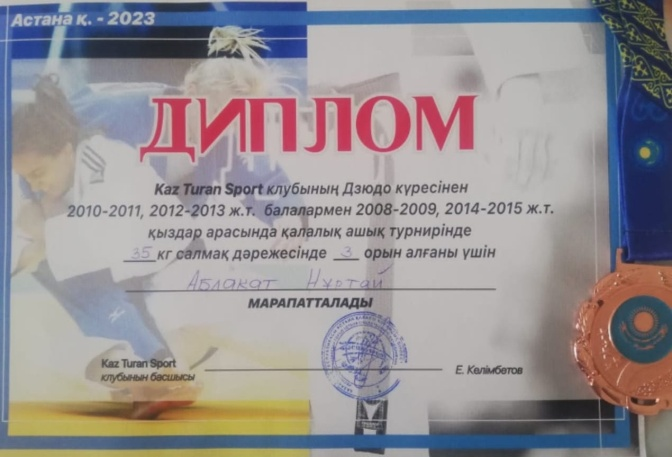 Астана қ. - 2023
ДИПЛОМ
Kaz Turan Sport клубының Дзюдо күресінен
2010-2011, 2012-2013 ж.т. балалармен 2008-2009, 2014-2015 ж.т.
қыздар арасында қалалық ашық турнирінде
35 кг салмақ дәрежесінде 3 орын алғаны үшін
Аблакат Нұртай
МАРАПАТТАЛАДЫ
Kaz Turan Sport
клубының басшысы
Е. Келімбетов